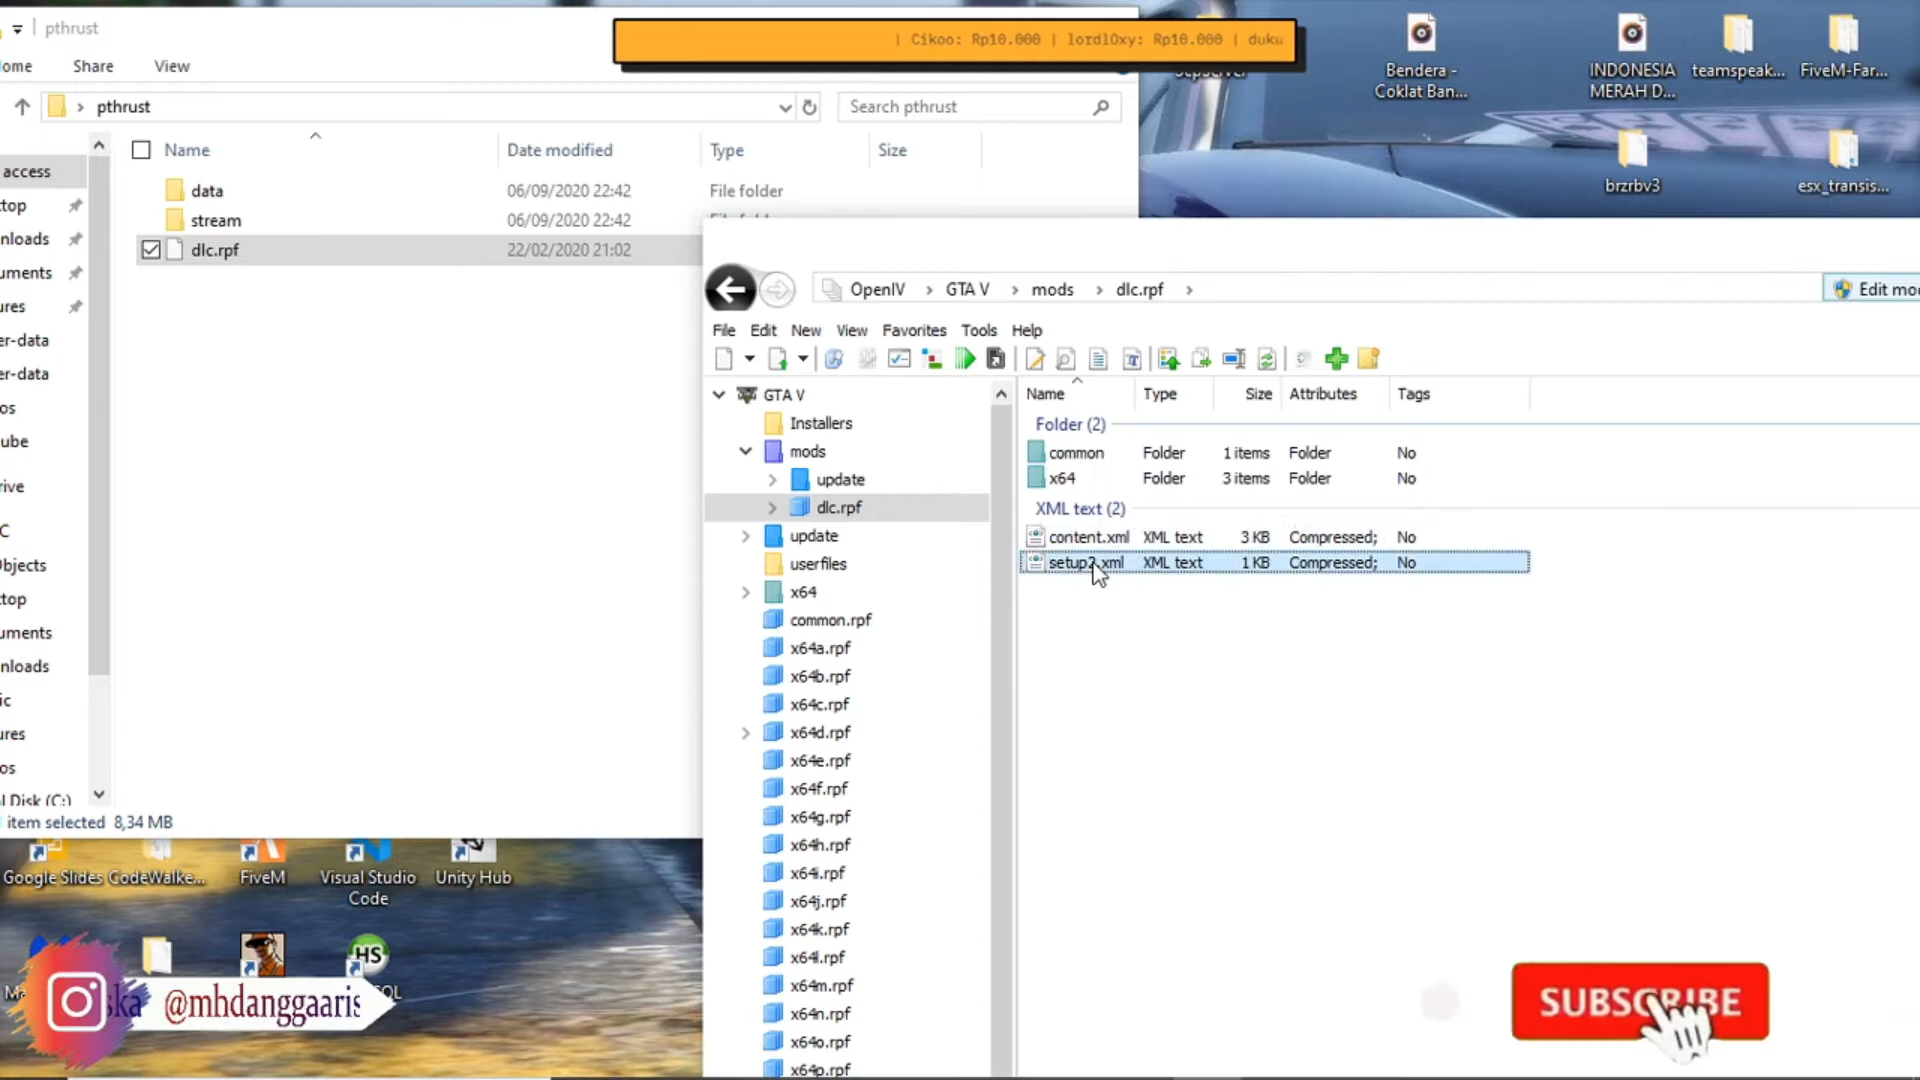 pthrust
ome Share View
pthrust
Search pthrust
Name Date modified Type Size
data 06/09/2020 22:42 File folder
stream 06/09/2020 22:42
dlc.rpf 22/02/2020 21:02
access
top
nloads
uments
ures
er-data
er-data
os
ube
rive
C
Objects
top
uments
nloads
ic
ures
os
l Disk (C:)
item selected 8,34 MB
| Cikoo: Rp10.000 | lordlOxy: Rp10.000 | duku
Bendera -
Coklat Ban...
INDONESIA
MERAH D...
teamspeak...
FiveM-Far...
brzrbv3
esx_transis...
OpenIV GTA V mods dlc.rpf
Edit mo
File Edit New View Favorites Tools Help
GTA V
Installers
mods
update
dlc.rpf
update
userfiles
x64
common.rpf
x64a.rpf
x64b.rpf
x64c.rpf
x64d.rpf
x64e.rpf
x64f.rpf
x64g.rpf
x64h.rpf
x64i.rpf
x64j.rpf
x64k.rpf
x64l.rpf
x64m.rpf
x64n.rpf
x64o.rpf
x64p.rpf
Name Type Size Attributes Tags
Folder (2)
common Folder 1 items Folder No
x64 Folder 3 items Folder No
XML text (2)
content.xml XML text 3 KB Compressed; No
setup2.xml XML text 1 KB Compressed; No
Google Slides
CodeWalke...
FiveM
Visual Studio
Code
Unity Hub
HS
ka @mhdanggaaris
SUBSCRIBE